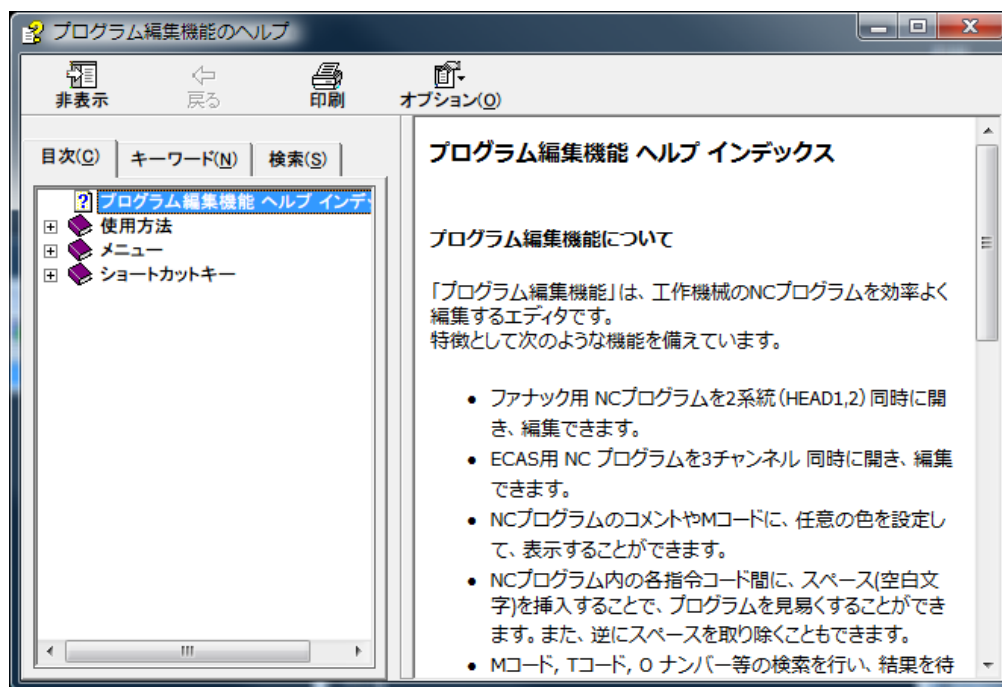 プログラム編集機能のヘルプ
非表示 戻る 印刷 オプション(O)
目次(C) キーワード(N) 検索(S)
プログラム編集機能 ヘルプ インデッ
使用方法
メニュー
ショートカットキー
プログラム編集機能 ヘルプ インデックス
プログラム編集機能について
「プログラム編集機能」は、工作機械のNCプログラムを効率よく
編集するエディタです。
特徴として次のような機能を備えています。
● ファナック用 NCプログラムを2系統(HEAD1,2) 同時に開
き、編集できます。
● ECAS用 NC プログラムを3チャンネル 同時に開き、編集
できます。
● NCプログラムのコメントやMコードに、任意の色を設定し
て、表示することができます。
● NCプログラム内の各指令コード間に、スペース(空白文
字)を挿入することで、プログラムを見易くすることができ
ます。また、逆にスペースを取り除くこともできます。
● Mコード, Tコード, O ナンバー等の検索を行い、結果を待